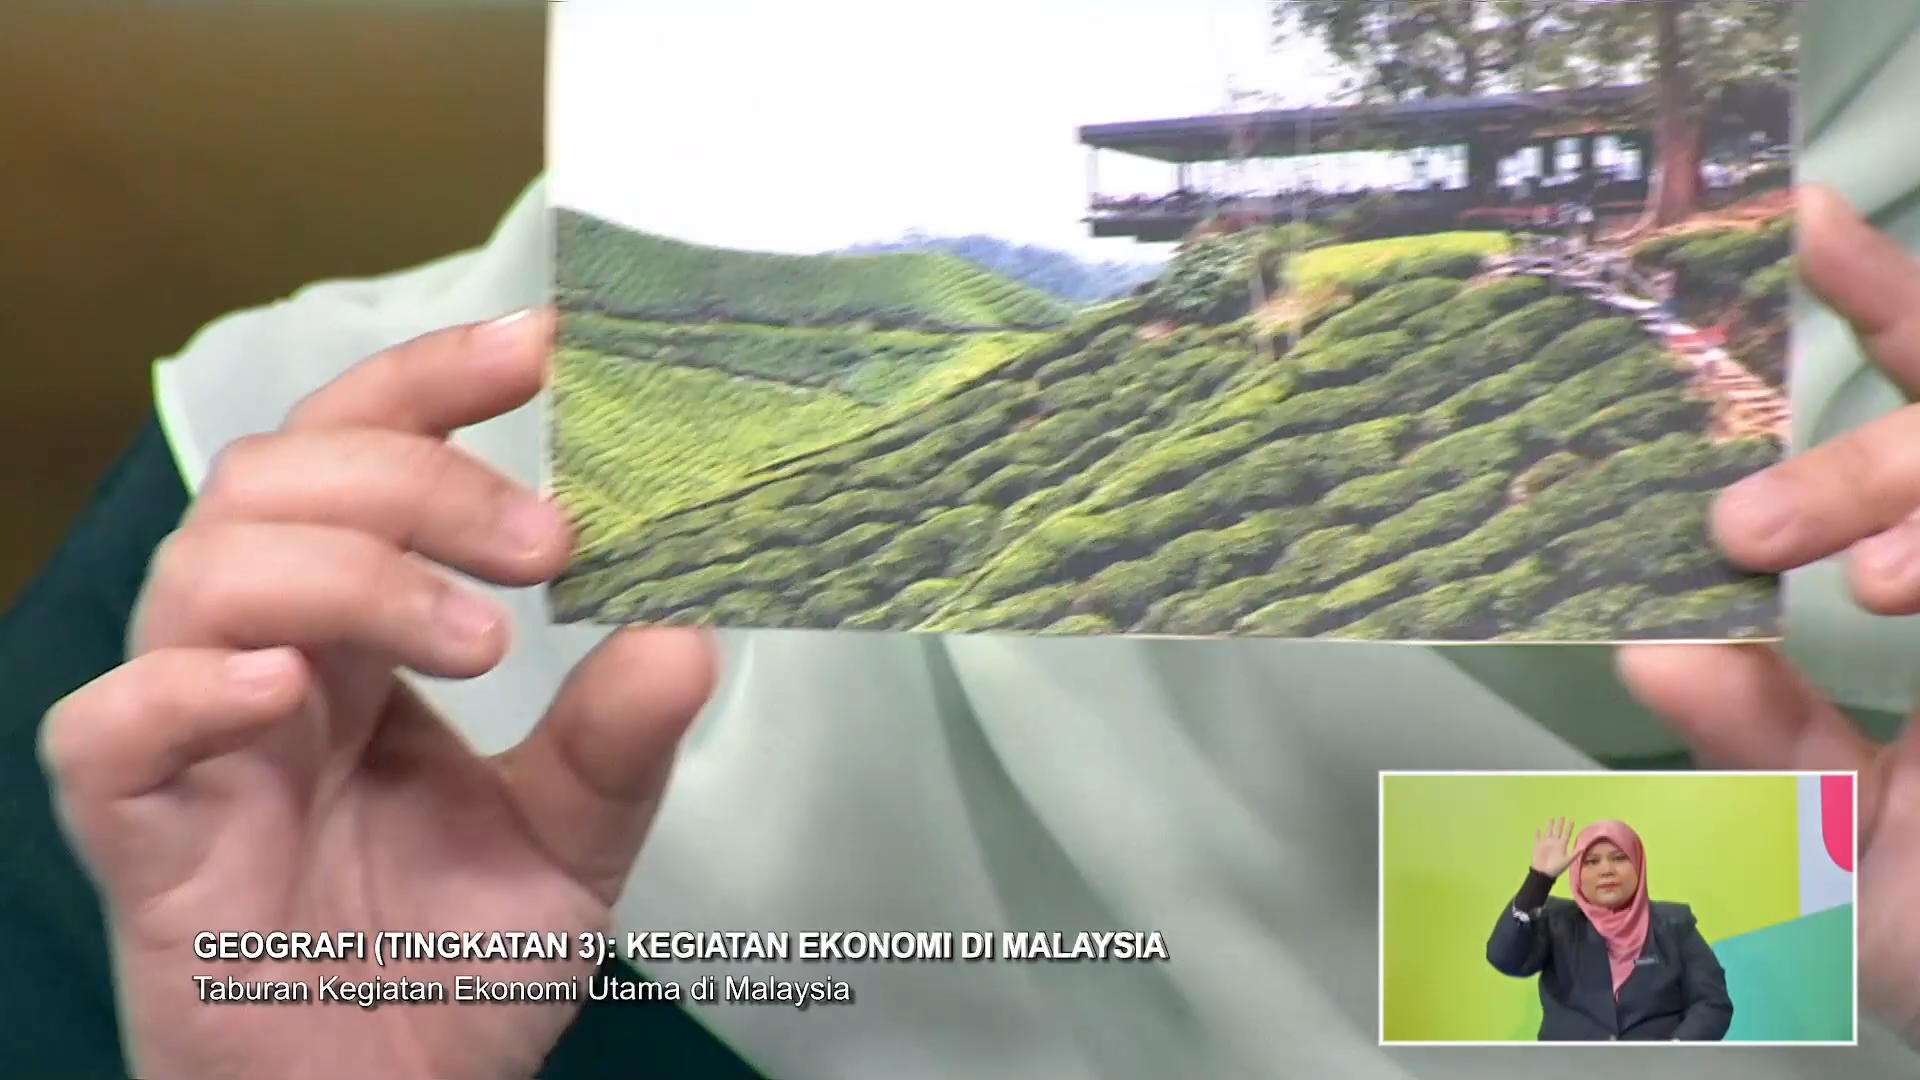 GEOGRAFI (TINGKATAN 3): KEGIATAN EKONOMI DI MALAYSIA
Taburan Kegiatan Ekonomi Utama di Malaysia